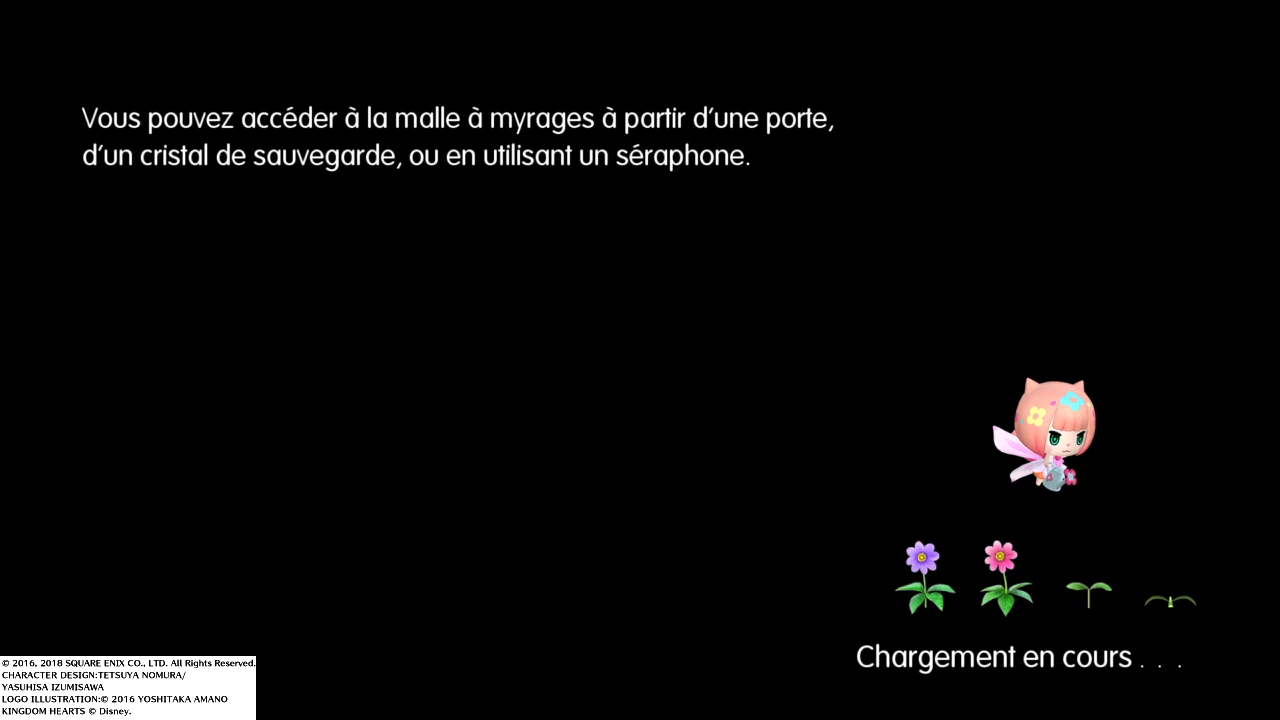 Vous pouvez accéder à la malle à myrages à partir d'une porte,
d'un cristal de sauvegarde, ou en utilisant un séraphone.
Chargement en cours . . .
© 2016, 2018 SQUARE ENIX CO., LTD. All Rights Reserved.
CHARACTER DESIGN:TETSUYA NOMURA/
YASUHISA IZUMISAWA
LOGO ILLUSTRATION:© 2016 YOSHITAKA AMANO
KINGDOM HEARTS © Disney.